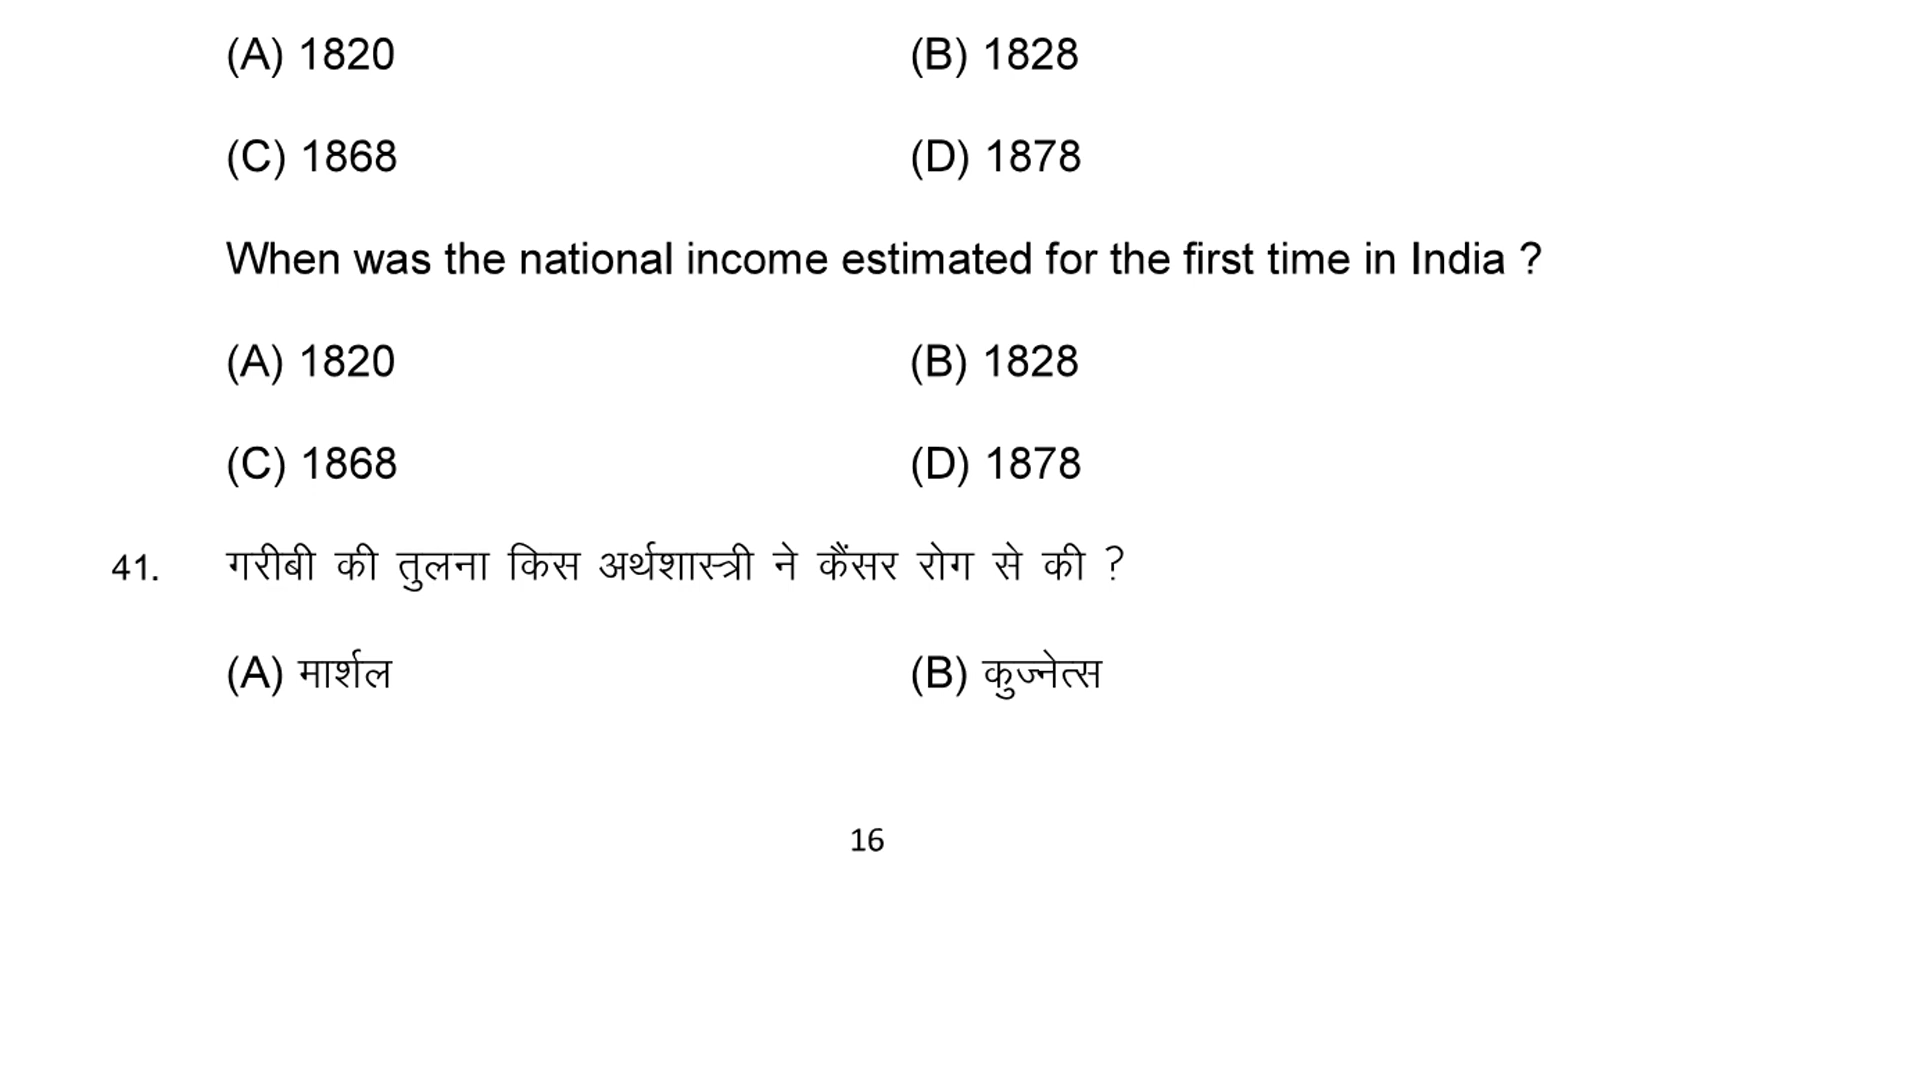 (A) 1820 (B) 1828
(C) 1868 (D) 1878
When was the national income estimated for the first time in India ?
(A) 1820 (B) 1828
(C) 1868 (D) 1878
41. गरीबी की तुलना किस अर्थशास्त्री ने कैंसर रोग से की ?
(A) मार्शल (B) कुज्नेत्स
16